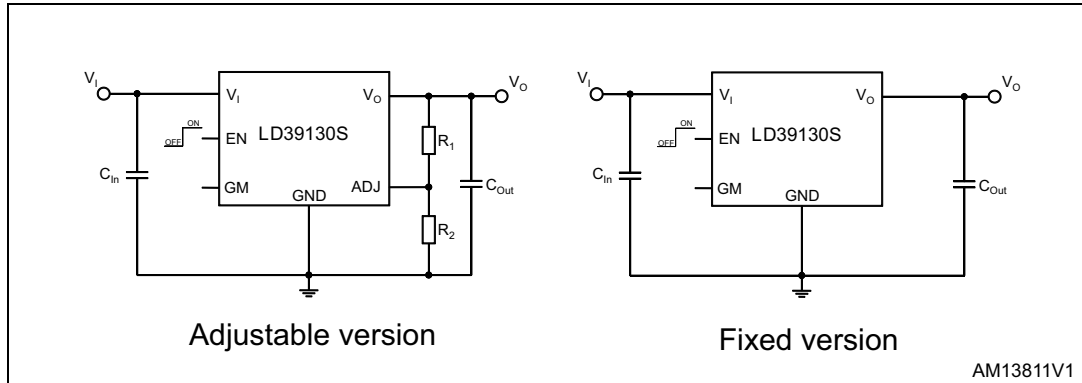 V_I
V_I
V_O
V_O
ON
OFF
EN
LD39130S
R_1
C_In
GM
ADJ
C_Out
GND
R_2
Adjustable version
V_I
V_I
V_O
V_O
ON
OFF
EN
LD39130S
C_In
GM
GND
C_Out
Fixed version
AM13811V1